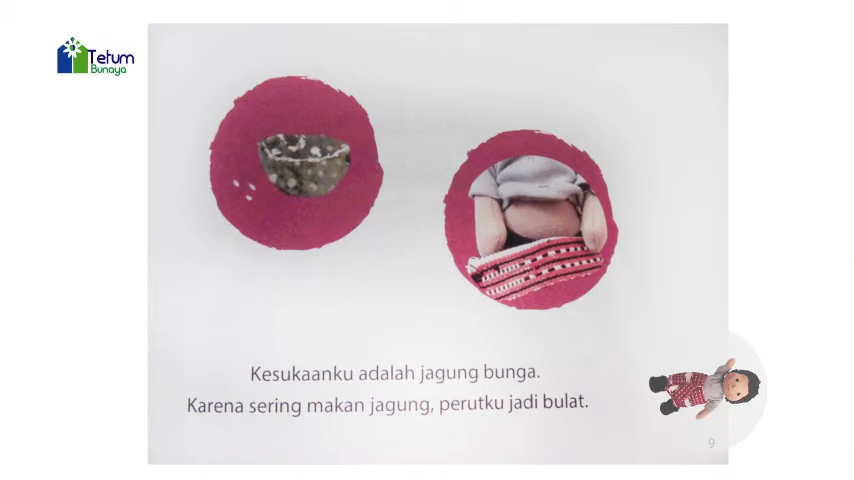 Tetum
Bunaya
Kesukaanku adalah jagung bunga.
Karena sering makan jagung, perutku jadi bulat.
9